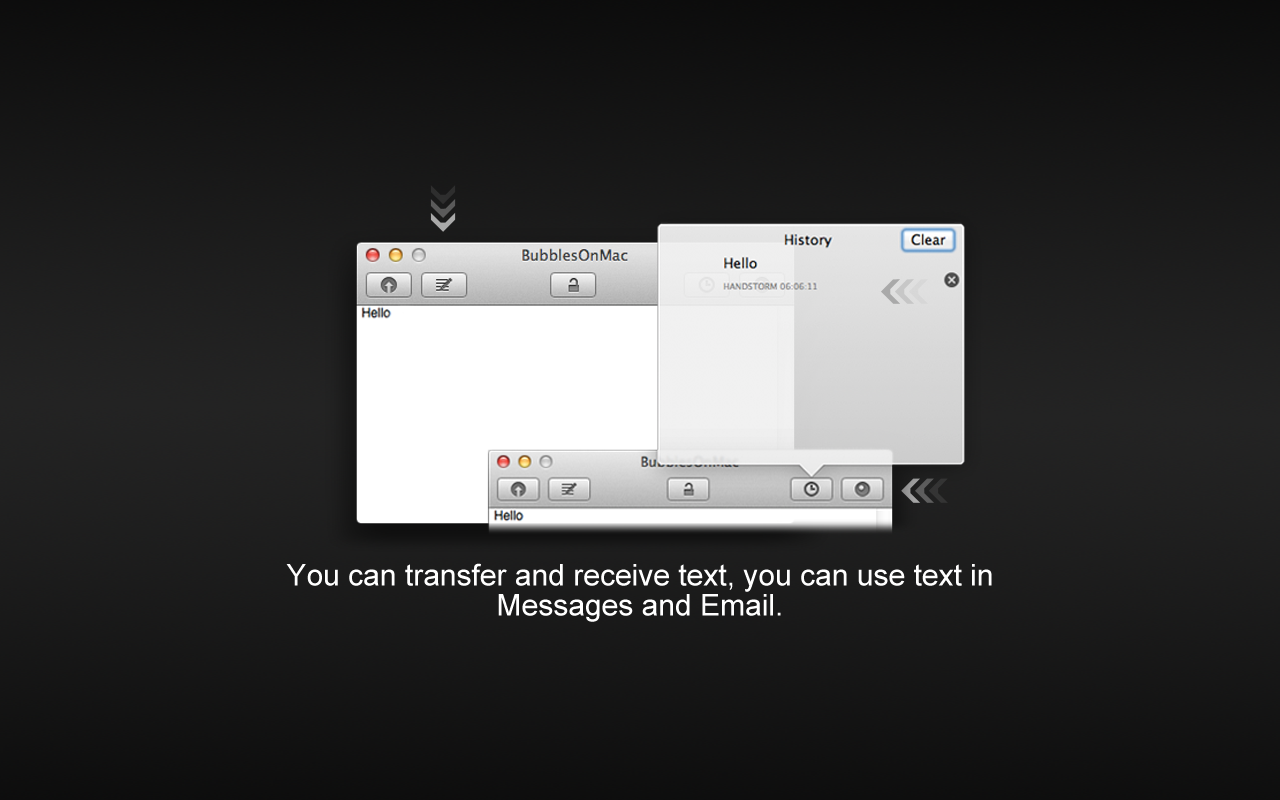 BubblesOnMac
History
Clear
Hello
HANDSTORM 06:06:11
Hello
BubblesOnMac
Hello
You can transfer and receive text, you can use text in
Messages and Email.